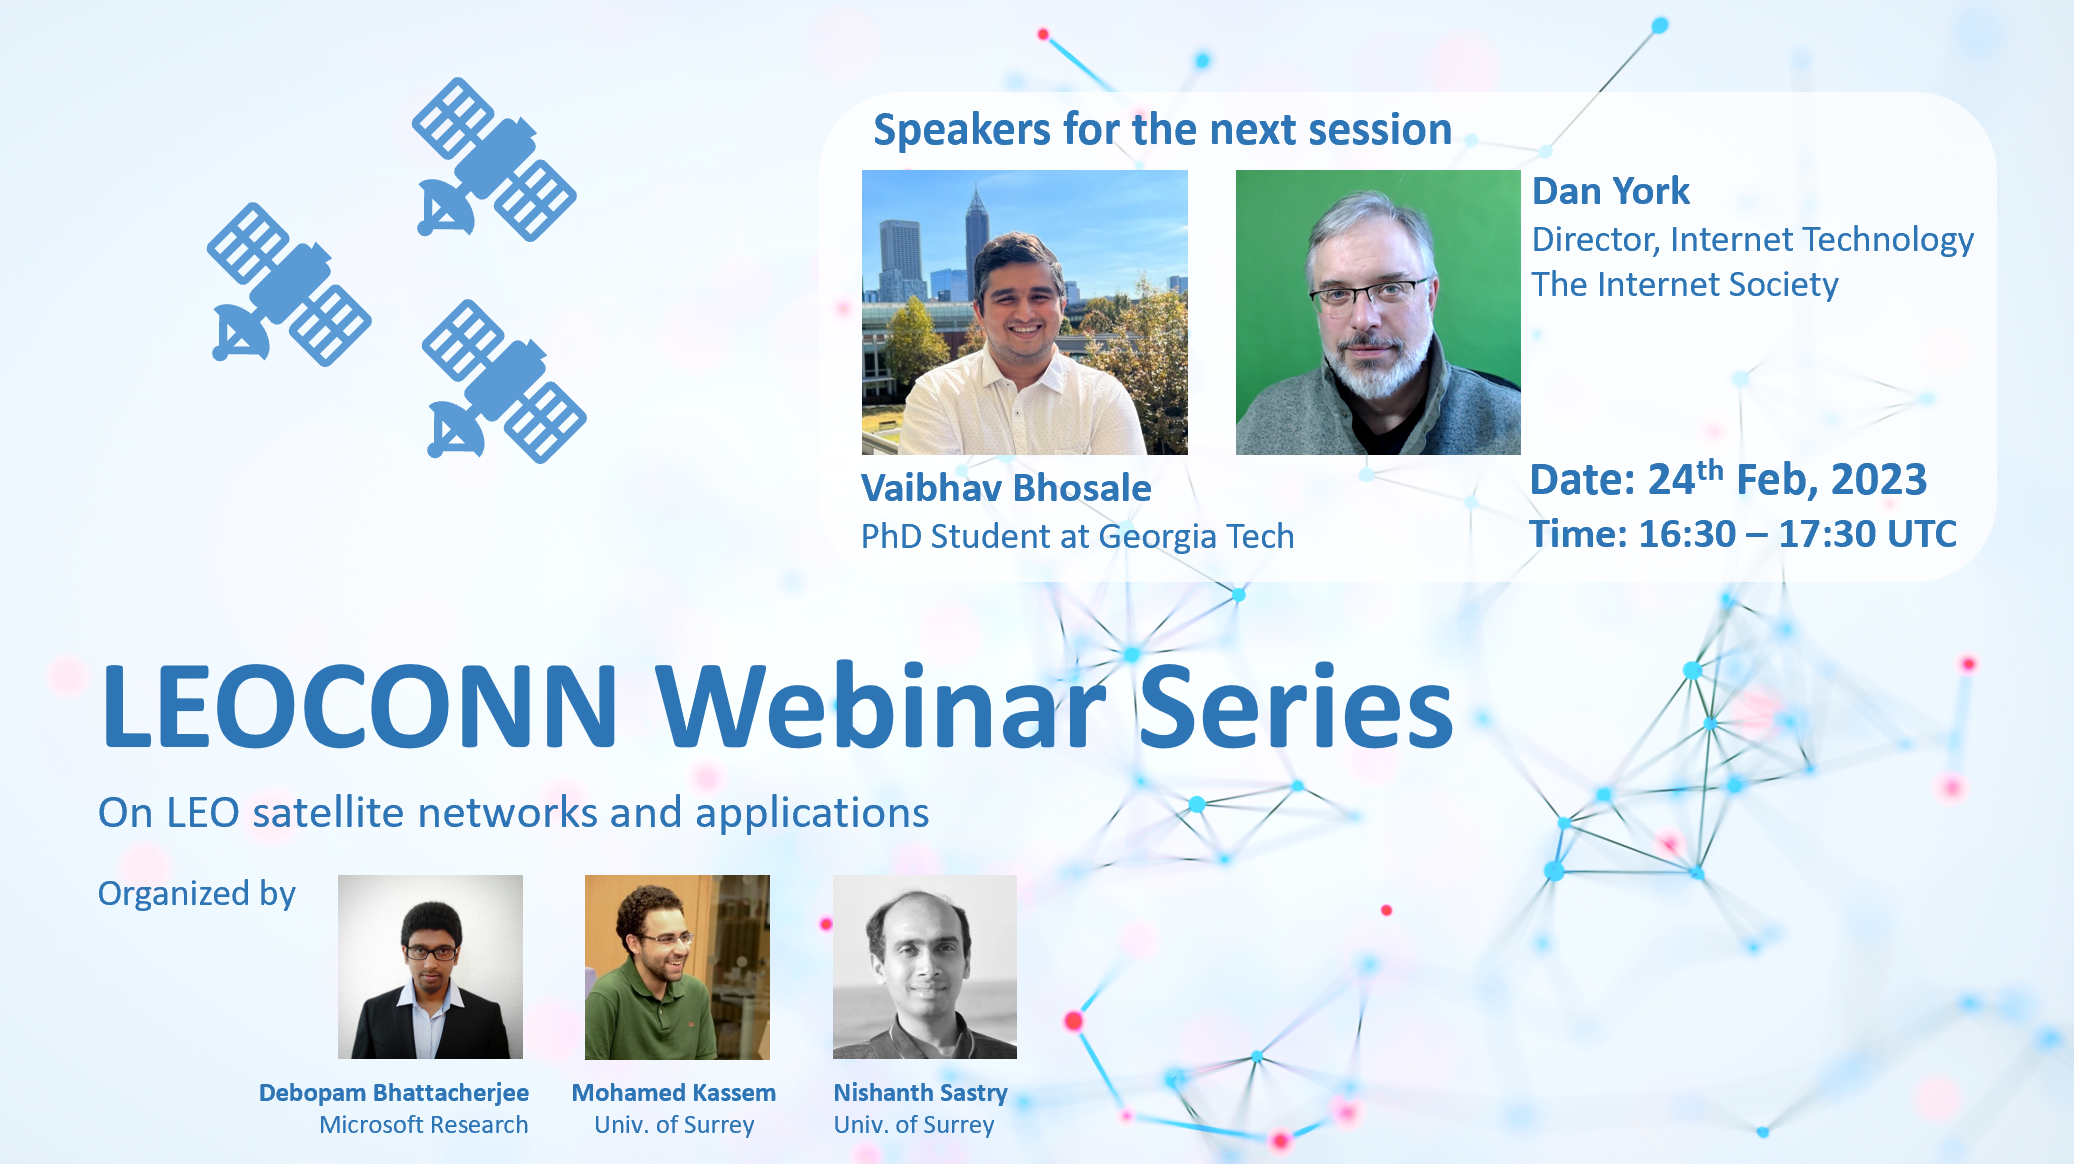 Speakers for the next session
Dan York
Director, Internet Technology
The Internet Society
Vaibhav Bhosale
PhD Student at Georgia Tech
Date: 24th Feb, 2023
Time: 16:30 – 17:30 UTC
LEOCONN Webinar Series
On LEO satellite networks and applications
Organized by
Debopam Bhattacherjee
Microsoft Research
Mohamed Kassem
Univ. of Surrey
Nishanth Sastry
Univ. of Surrey